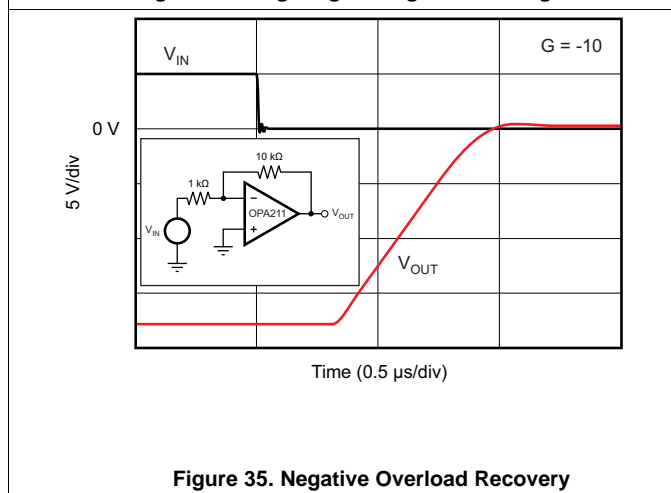 V_IN
G = -10
0 V
5 V/div
10 kΩ
1 kΩ
OPA211
V_OUT
V_IN
V_OUT
Time (0.5 µs/div)
Figure 35. Negative Overload Recovery